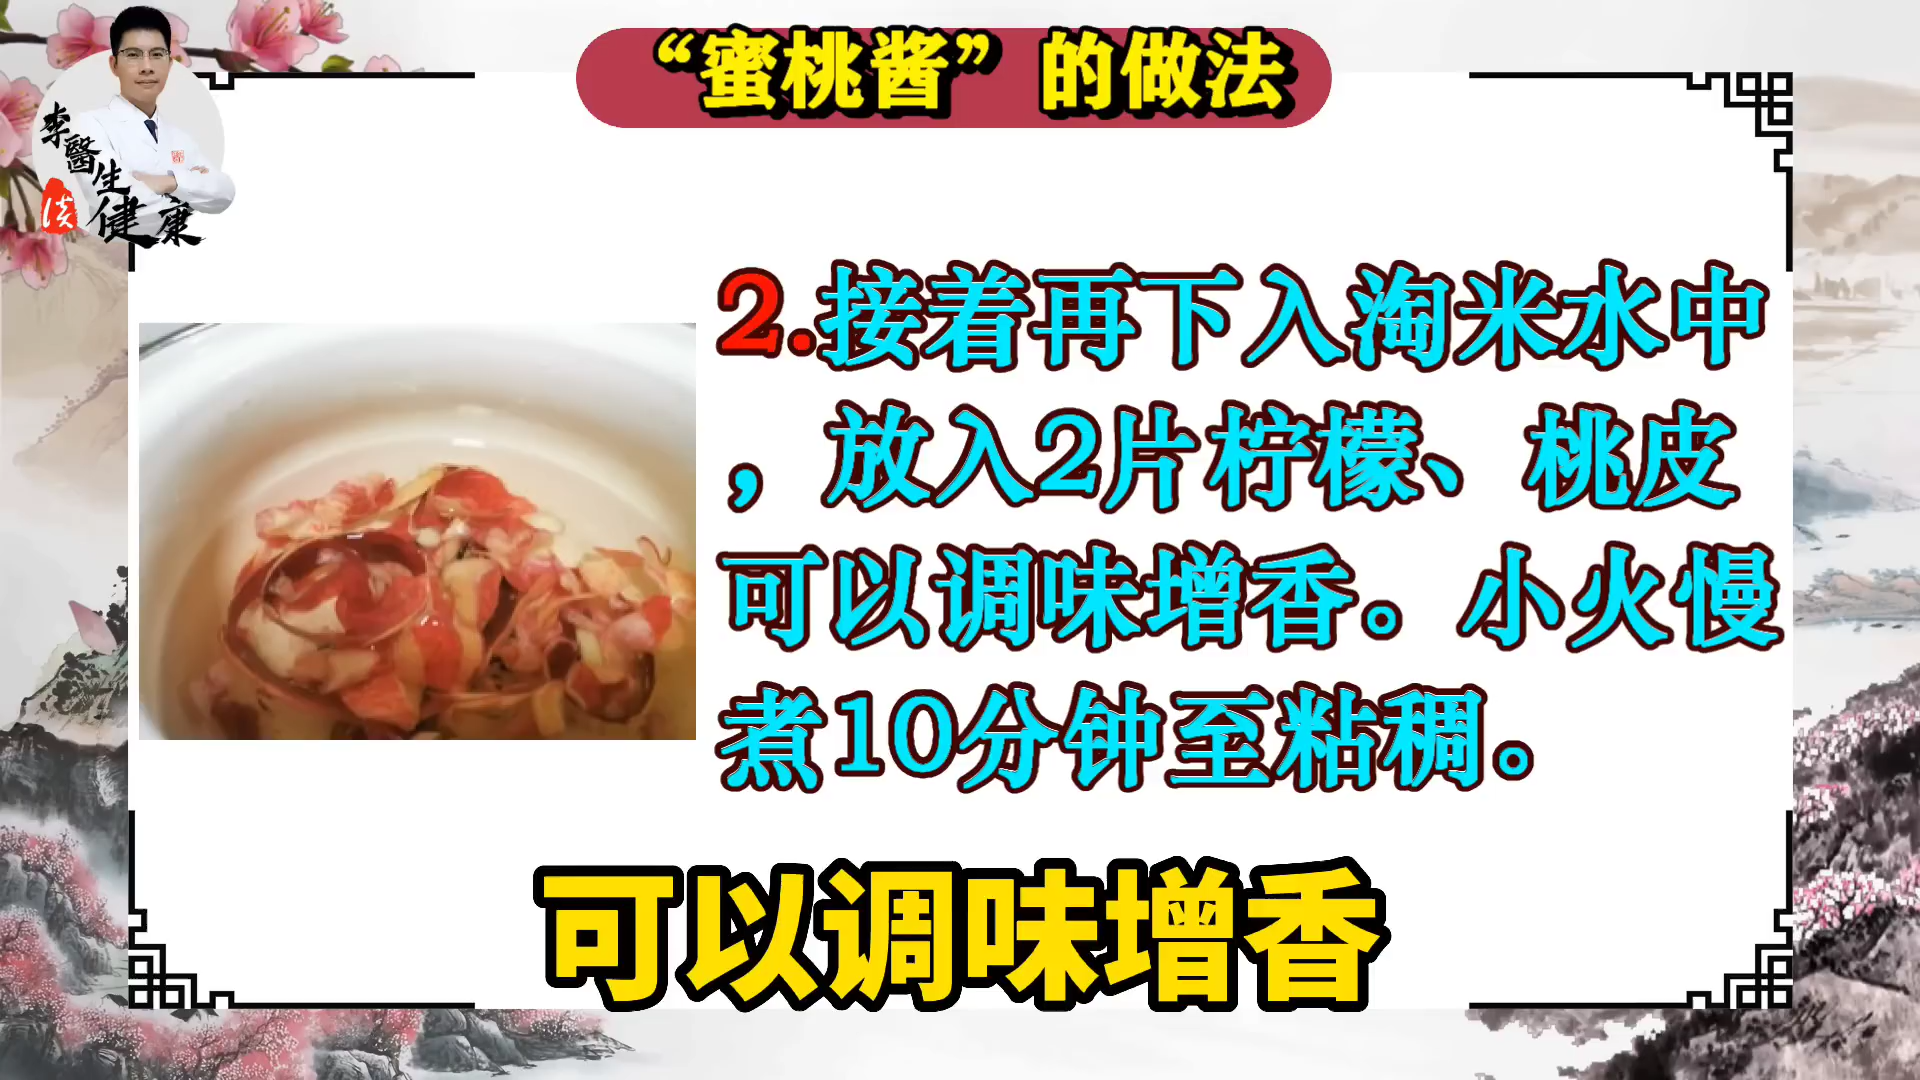 “蜜桃酱”的做法
李醫生
谈健康
2.接着再下入淘米水中
，放入2片柠檬、桃皮
可以调味增香。小火慢
煮10分钟至粘稠。
可以调味增香